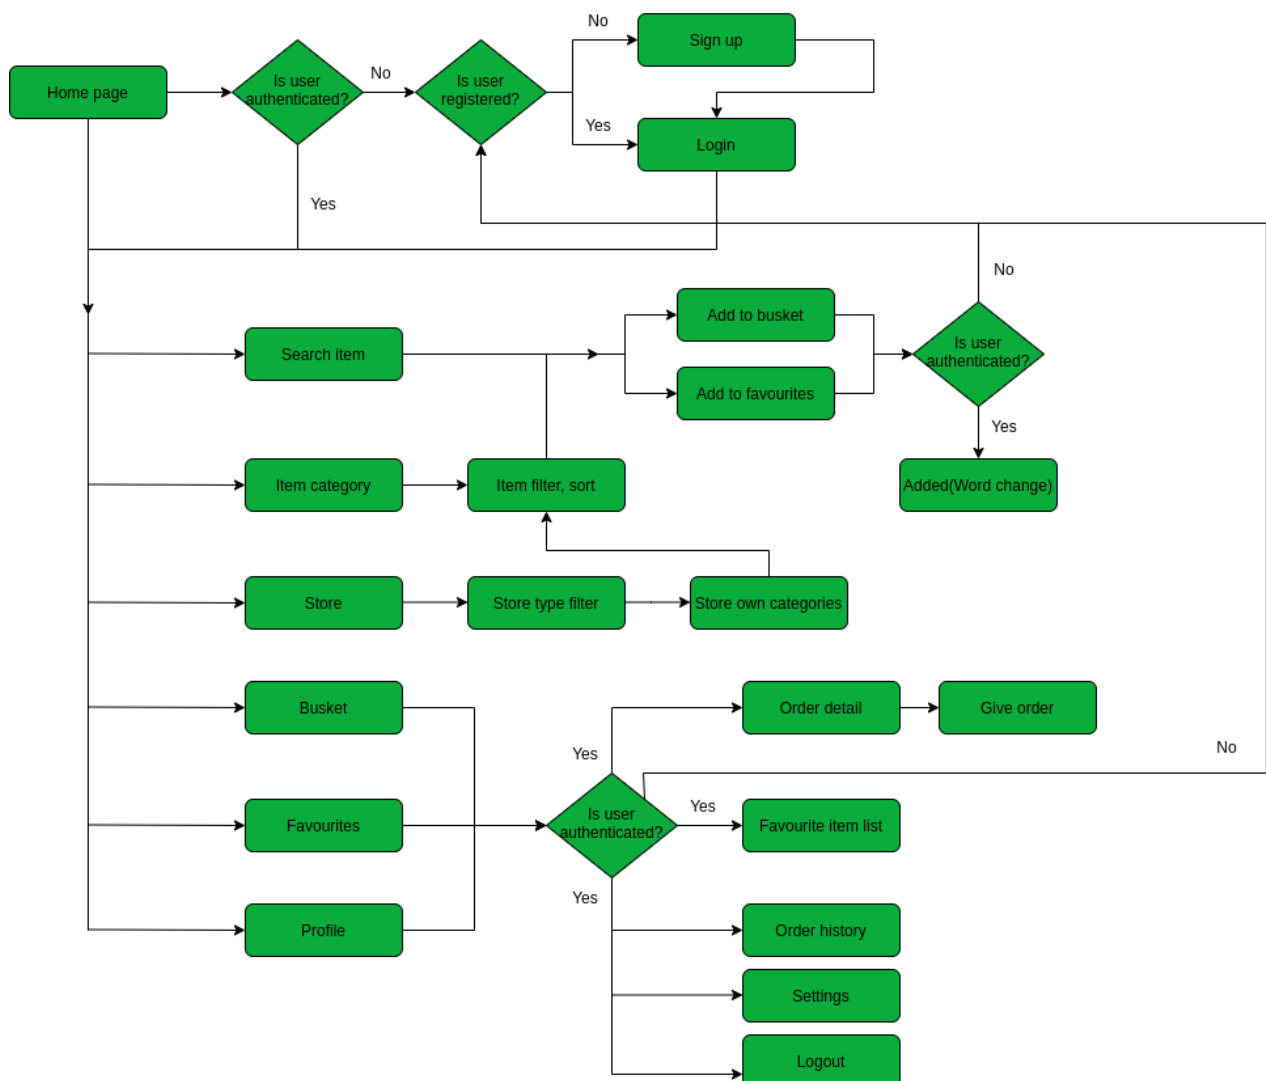 No
Sign up
Home page
Is user
authenticated?
No
Is user
registered?
Yes
Login
Yes
No
Search item
Add to busket
Add to favourites
Is user
authenticated?
Yes
Item category
Item filter, sort
Added(Word change)
Store
Store type filter
Store own categories
Busket
Order detail
Give order
Yes
No
Favourites
Is user
authenticated?
Yes
Favourite item list
Yes
Profile
Order history
Settings
Logout